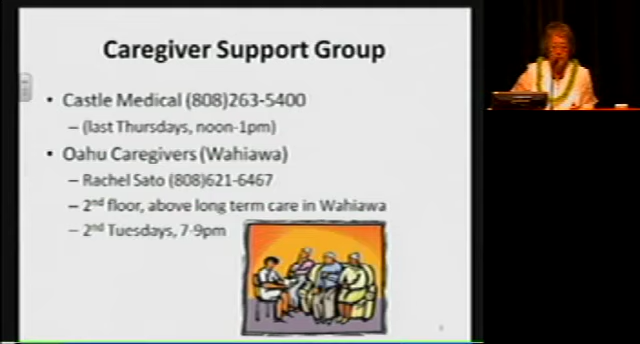 Caregiver Support Group
• Castle Medical (808)263-5400
– (last Thursdays, noon-1pm)
• Oahu Caregivers (Wahiawa)
– Rachel Sato (808)621-6467
– 2nd floor, above long term care in Wahiawa
– 2nd Tuesdays, 7-9pm